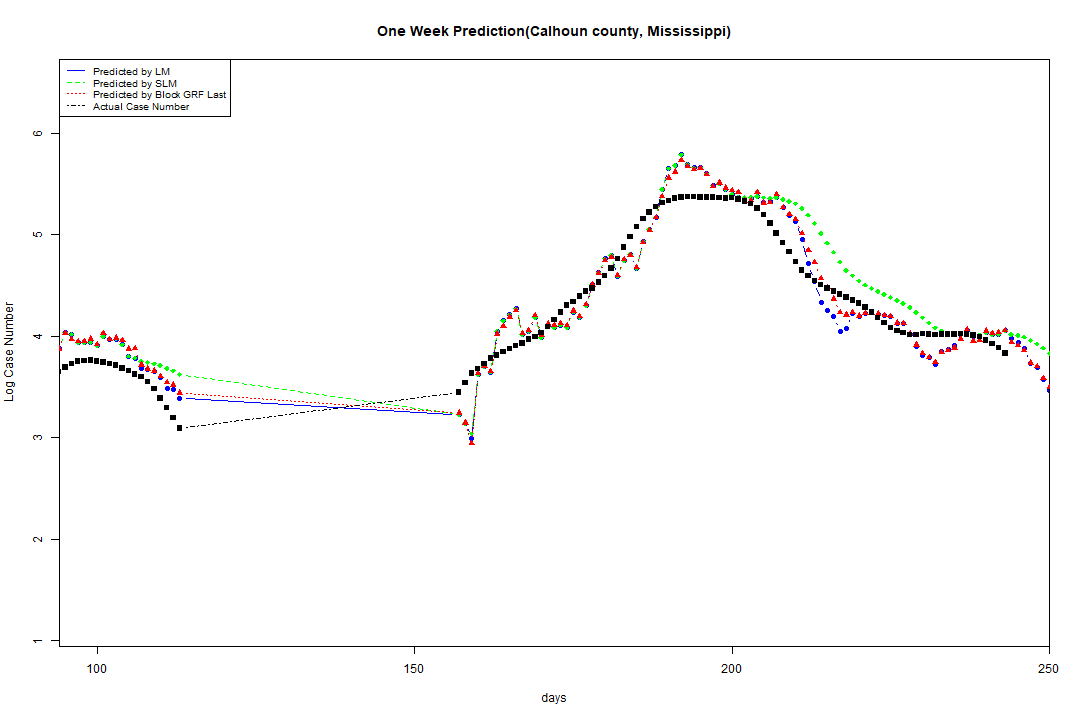 One Week Prediction(Calhoun county, Mississippi)
Predicted by LM
Predicted by SLM
Predicted by Block GRF Last
Actual Case Number
6
5
4
3
2
1
Log Case Number
100 150 200 250
days